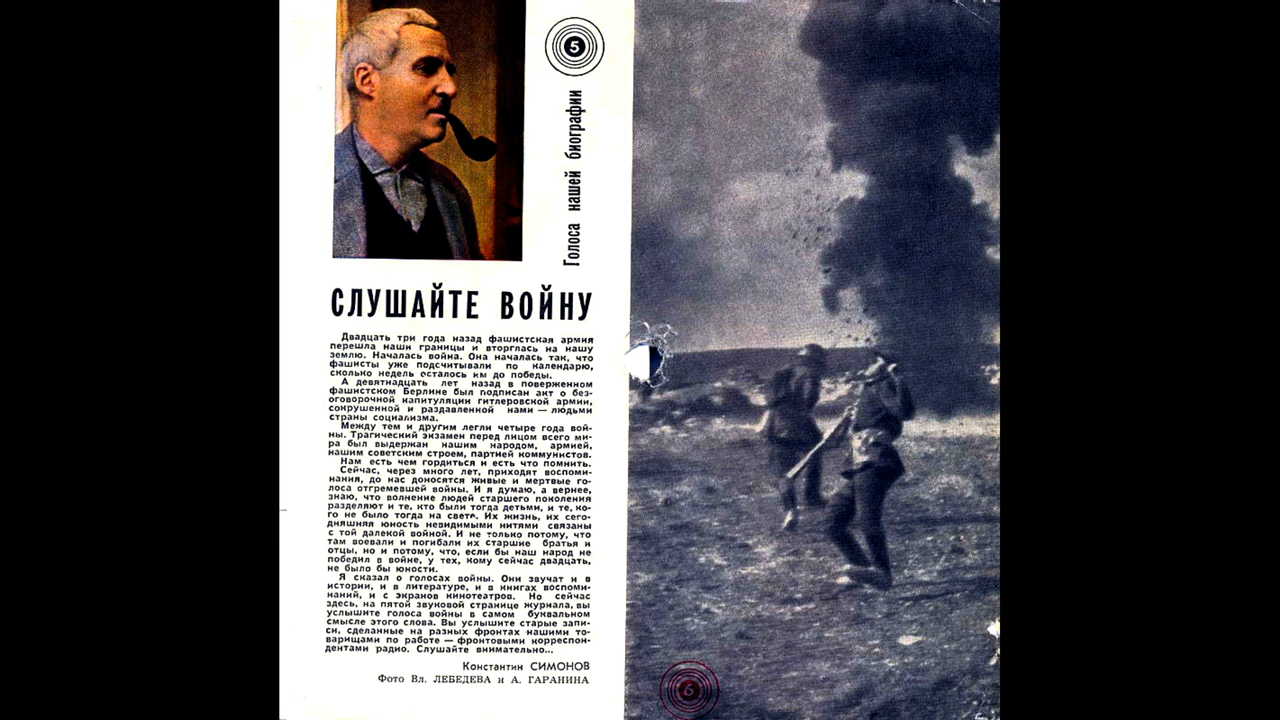 5
Голоса нашей биографии
СЛУШАЙТЕ ВОЙНУ
Двадцать три года назад фашистская армия
перешла наши границы и вторглась на нашу
землю. Началась война. Она началась так, что
фашисты уже подсчитывали по календарю,
сколько недель осталось им до победы.
А девятнадцать лет назад в поверженном
фашистском Берлине был подписан акт о без-
оговорочной капитуляции гитлеровской армии,
сокрушенной и раздавленной нами — людьми
страны социализма.
Между тем и другим легли четыре года вой-
ны. Трагический экзамен перед лицом всего ми-
ра был выдержан нашим народом, армией,
нашим советским строем, партией коммунистов.
Нам есть чем гордиться и есть что помнить.
Сейчас, через много лет, приходят воспоми-
нания, до нас доносятся живые и мертвые го-
лоса отгремевшей войны. И я думаю, а вернее,
знаю, что волнение людей старшего поколения
разделяют и те, кто были тогда детьми, и те, ко-
го не было тогда на свете. Их жизнь, их сего-
дняшняя юность невидимыми нитями связаны
с той далекой войной. И не только потому, что
там воевали и погибали их старшие братья и
отцы, но и потому, что, если бы наш народ не
победил в войне, у тех, кому сейчас двадцать,
не было бы юности.
Я сказал о голосах войны. Они звучат и в
истории, и в литературе, и в книгах воспоми-
наний, и с экранов кинотеатров. Но сейчас
здесь, на пятой звуковой странице журнала, вы
услышите голоса войны в самом буквальном
смысле этого слова. Вы услышите старые запи-
си, сделанные на разных фронтах нашими то-
варищами по работе — фронтовыми корреспон-
дентами радио. Слушайте внимательно...
Константин СИМОНОВ
Фото Вл. ЛЕБЕДЕВА и А. ГАРАНИНА
6